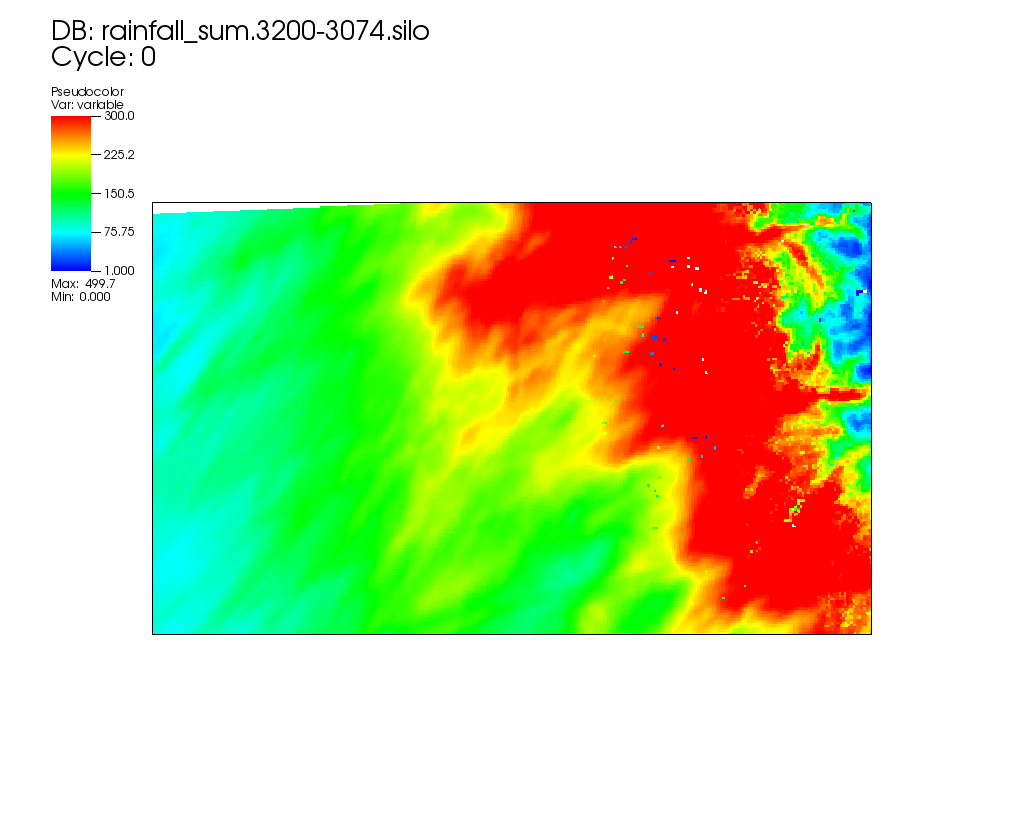 DB: rainfall_sum.3200-3074.silo
Cycle: 0
Pseudocolor
Var: variable
300.0
225.2
150.5
75.75
1.000
Max: 499.7
Min: 0.000